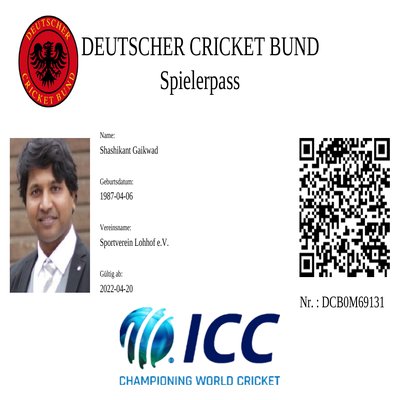 DEUTSCHER
CRICKET BUND
DEUTSCHER CRICKET BUND
Spielerpass
Name:
Shashikant Gaikwad
Geburtsdatum:
1987-04-06
Vereinsname:
Sportverein Lohhof e.V.
Gültig ab:
2022-04-20
Nr. : DCB0M69131
ICC
CHAMPIONING WORLD CRICKET